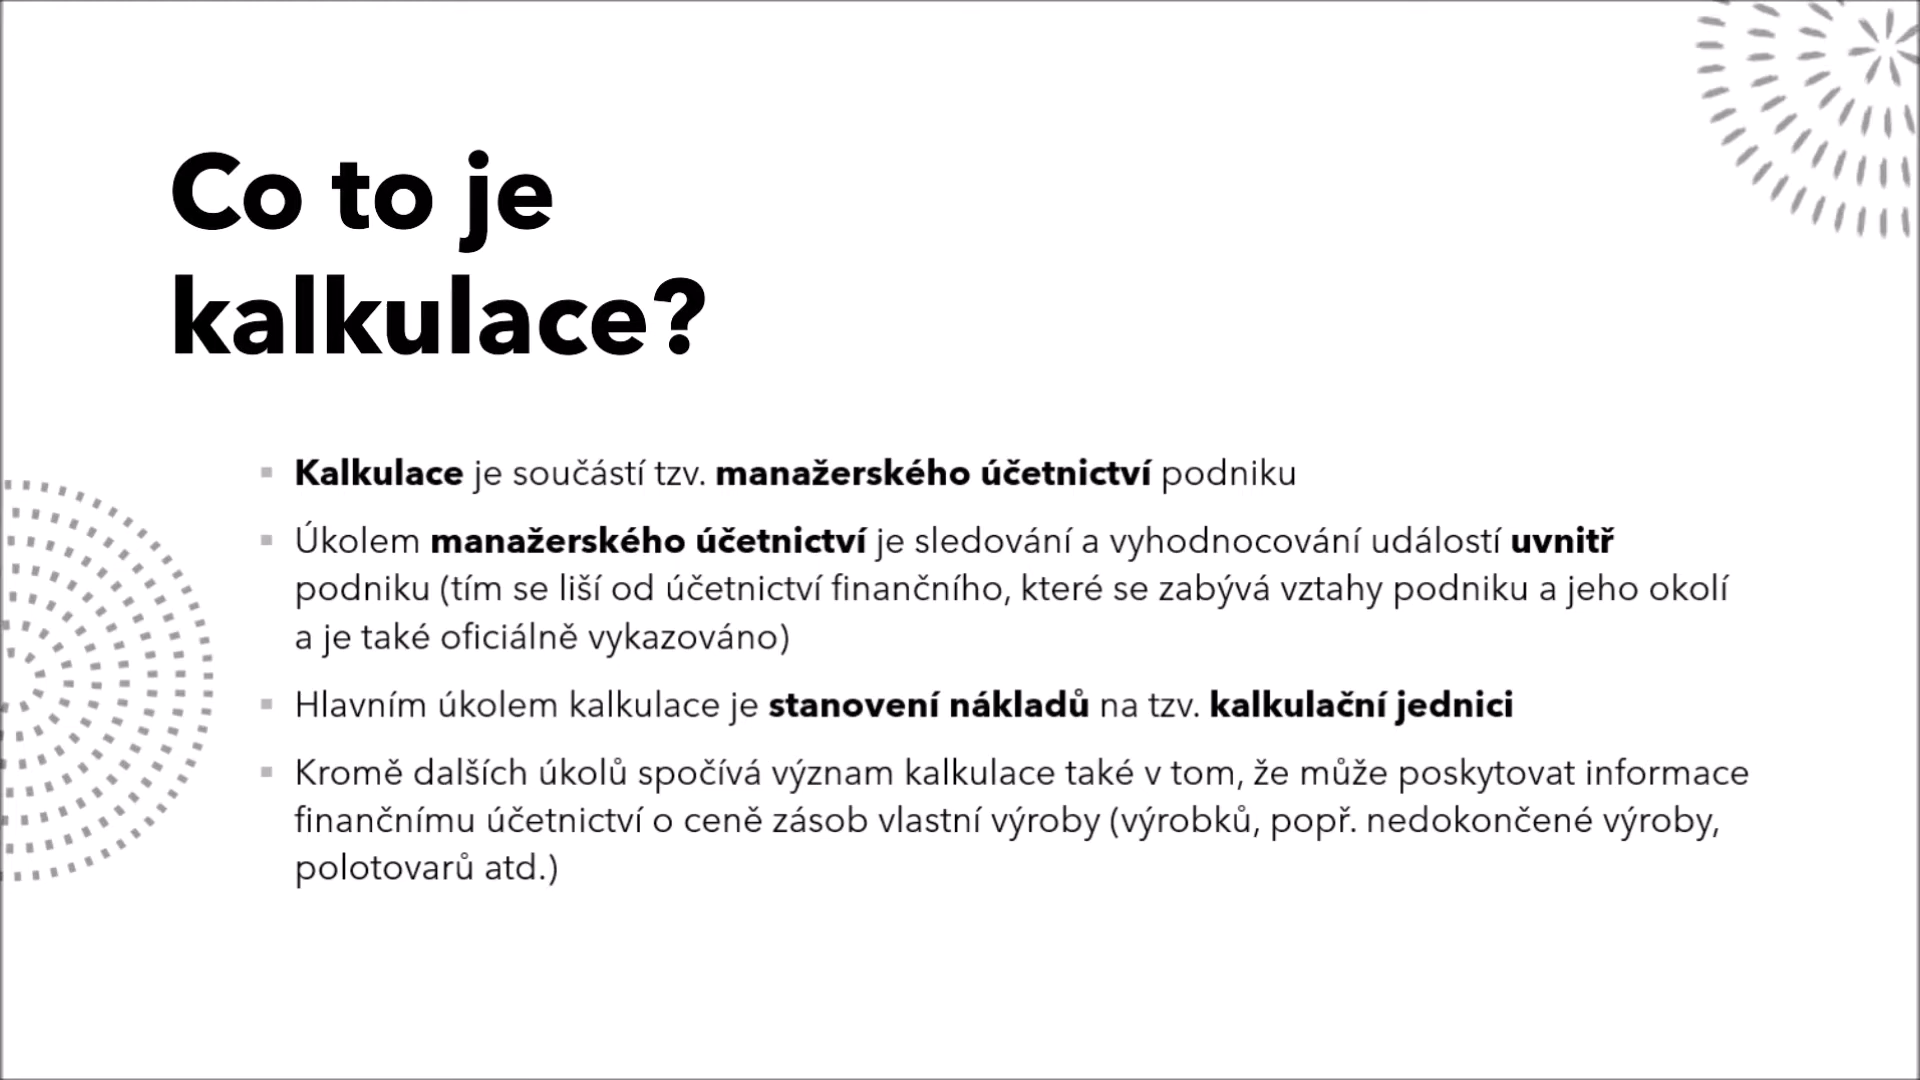 Co to je
kalkulace?
Kalkulace je součástí tzv. manažerského účetnictví podniku
Úkolem manažerského účetnictví je sledování a vyhodnocování událostí uvnitř
podniku (tím se liší od účetnictví finančního, které se zabývá vztahy podniku a jeho okolí
a je také oficiálně vykazováno)
Hlavním úkolem kalkulace je stanovení nákladů na tzv. kalkulační jednici
Kromě dalších úkolů spočívá význam kalkulace také v tom, že může poskytovat informace
finančnímu účetnictví o ceně zásob vlastní výroby (výrobků, popř. nedokončené výroby,
polotovarů atd.)